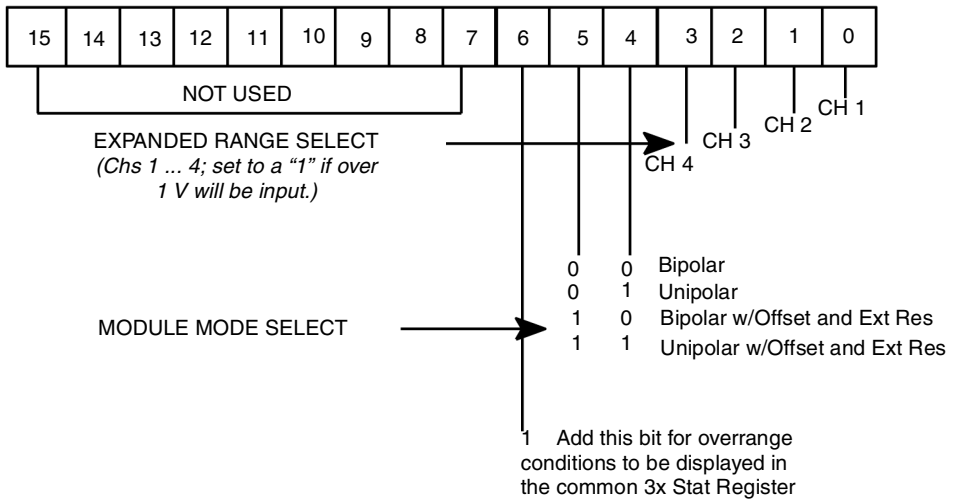 15 14 13 12 11 10 9 8 7 6 5 4 3 2 1 0
NOT USED
CH 1
CH 2
CH 3
CH 4
EXPANDED RANGE SELECT
(Chs 1 ... 4; set to a “1” if over
1 V will be input.)
0 0 Bipolar
0 1 Unipolar
MODULE MODE SELECT
1 0 Bipolar w/Offset and Ext Res
1 1 Unipolar w/Offset and Ext Res
1 Add this bit for overrange
conditions to be displayed in
the common 3x Stat Register